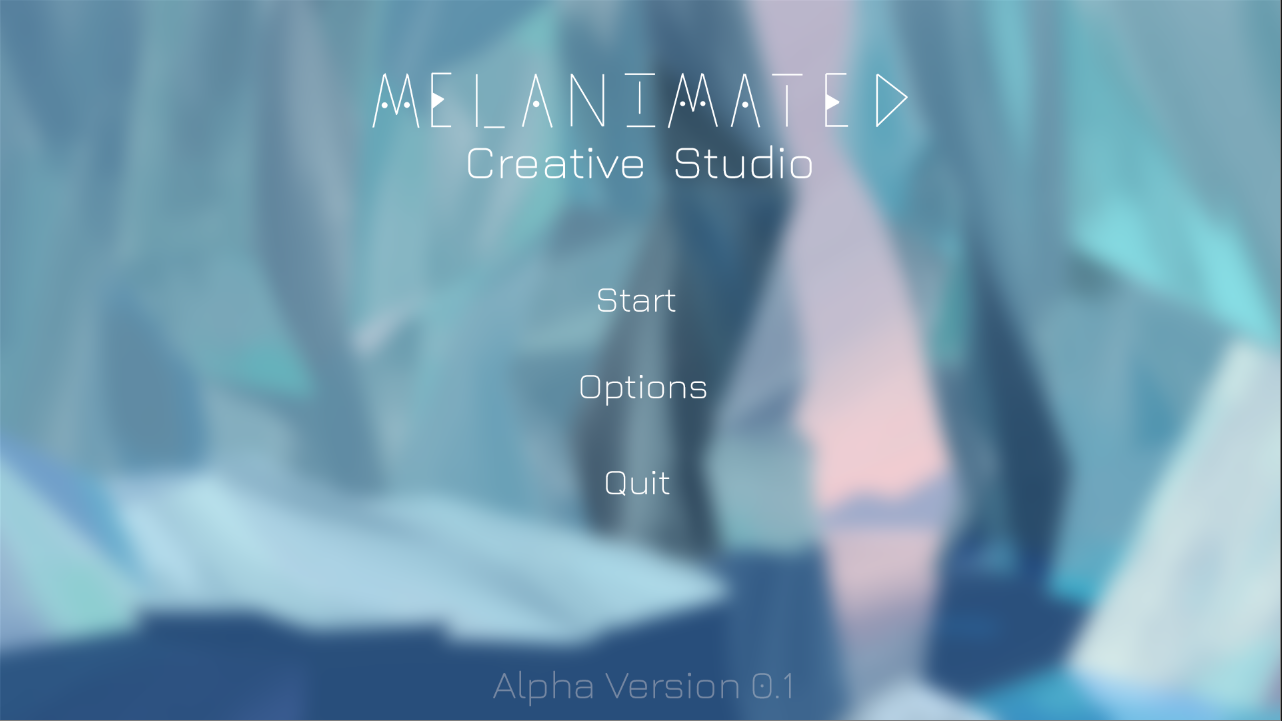 MELANIMATED
Creative Studio
Start
Options
Quit
Alpha Version 0.1